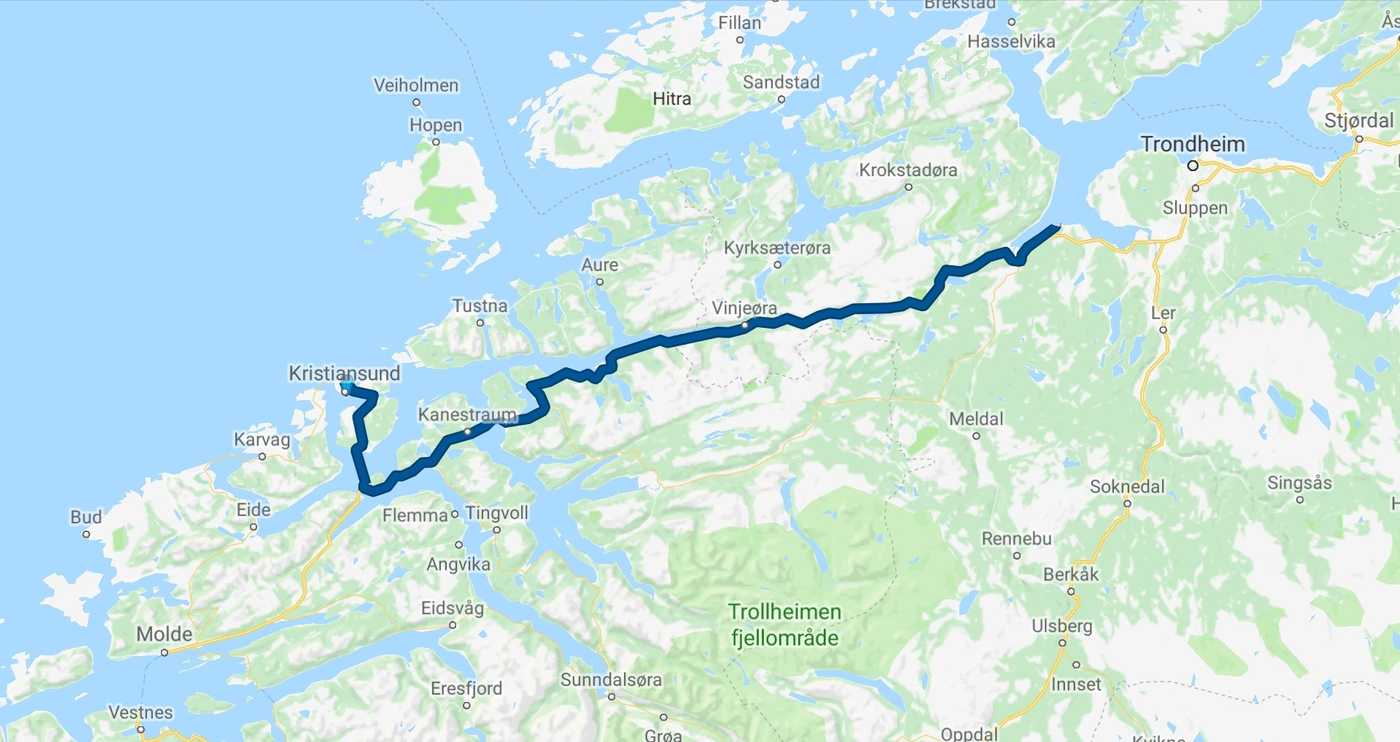 Brekstad
Fillan
Hasselvika
Veiholmen
Sandstad
Hitra
Hopen
Stjørdal
Trondheim
Krokstadøra
Sluppen
Kyrksæterøra
Aure
Tustna
Vinjeøra
Ler
Kristiansund
Kanestraum
Meldal
Karvag
Soknedal
Singsås
Eide
Bud
Flemma
Tingvoll
Rennebu
Angvika
Berkåk
Eidsvåg
Trollheimen
fjellområde
Ulsberg
Molde
Sunndalsøra
Innset
Eresfjord
Vestnes
Oppdal
Grøa